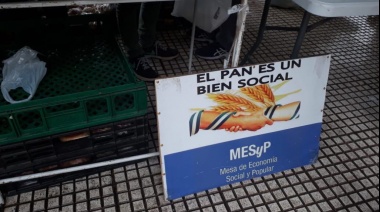 EL PAN ES UN
BIEN SOCIAL
MESyP
Mesa de Economía
Social y Popular